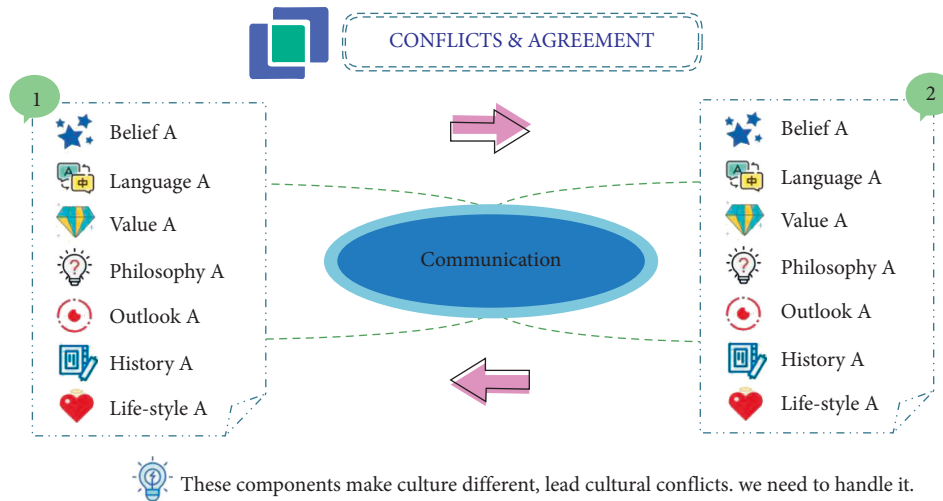 CONFLICTS & AGREEMENT
1
Belief A
Language A
Value A
Philosophy A
Outlook A
History A
Life-style A
Communication
2
Belief A
Language A
Value A
Philosophy A
Outlook A
History A
Life-style A
These components make culture different, lead cultural conflicts. we need to handle it.